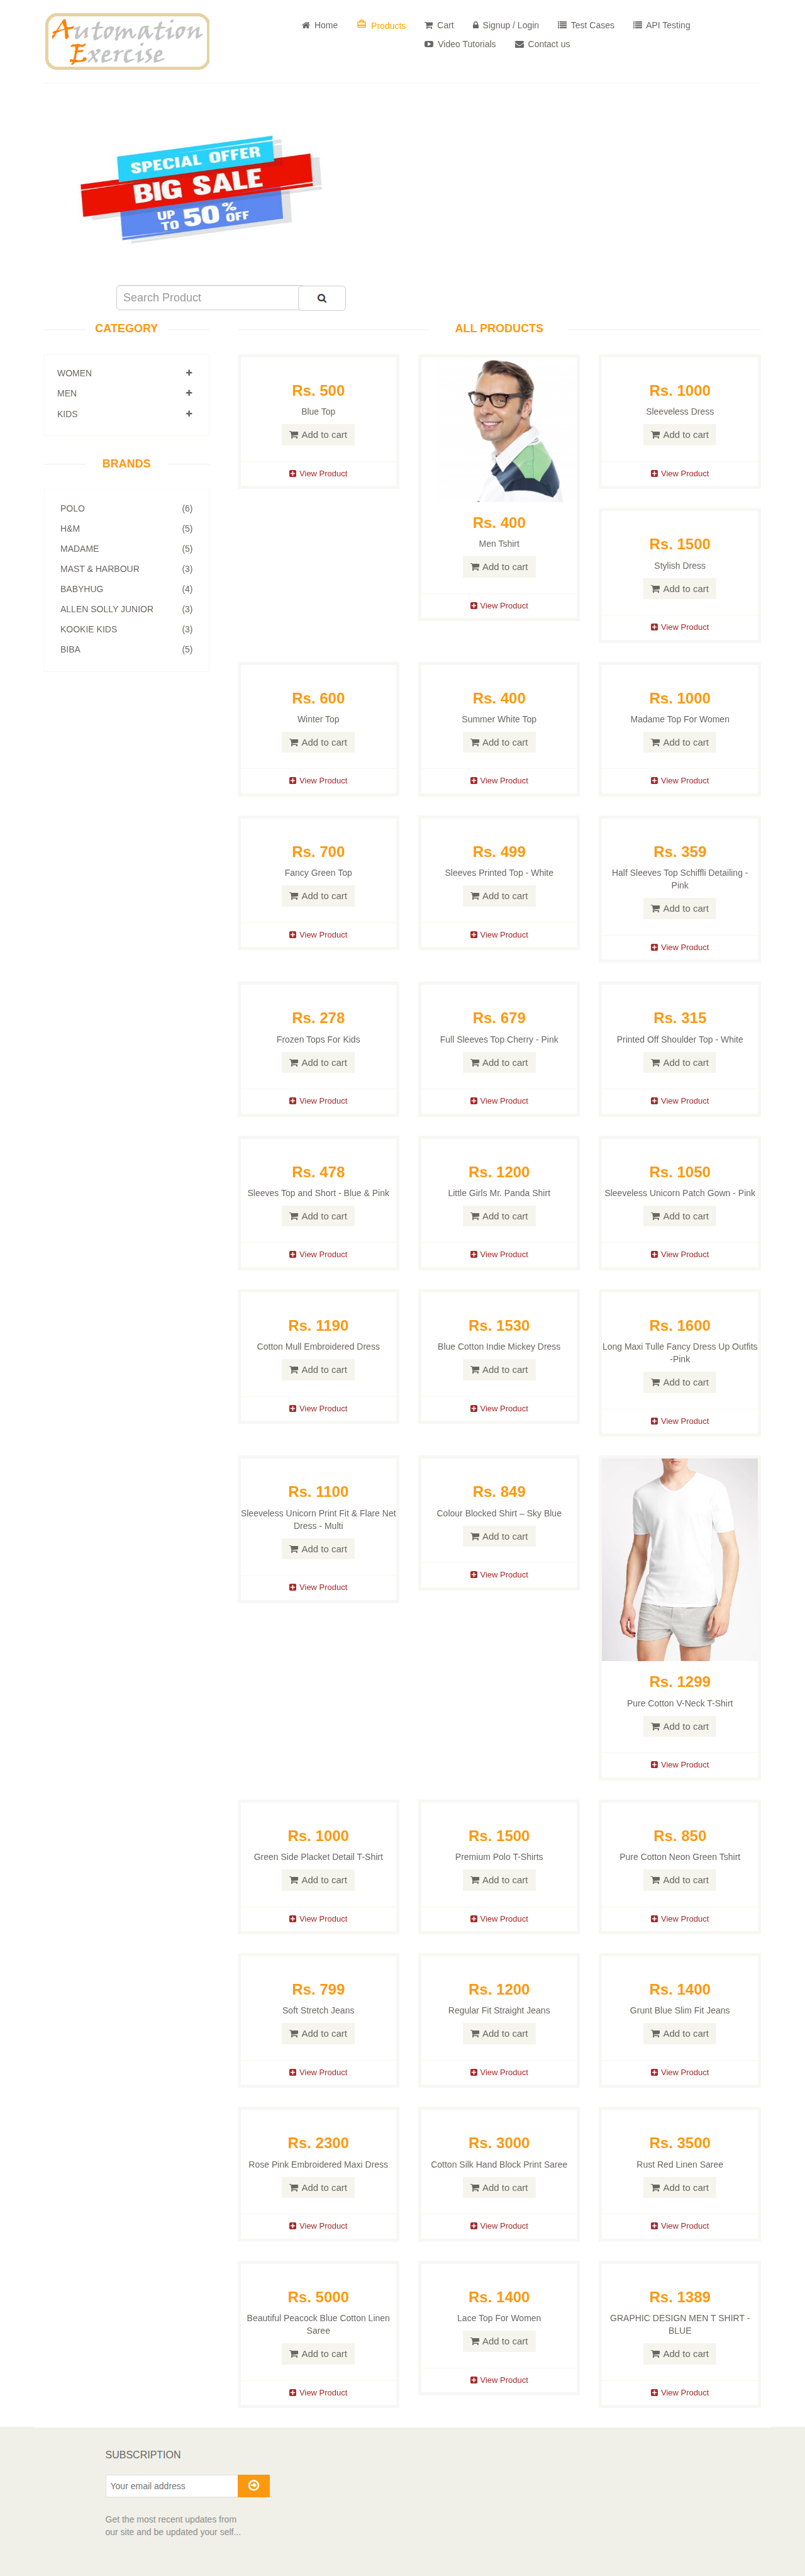 Automation
Exercise
Home
Products
Cart
Signup / Login
Test Cases
API Testing
Video Tutorials
Contact us
SPECIAL OFFER
BIG SALE
UP TO 50% OFF
Search Product
CATEGORY
WOMEN
MEN
KIDS
BRANDS
POLO (6)
H&M (5)
MADAME (5)
MAST & HARBOUR (3)
BABYHUG (4)
ALLEN SOLLY JUNIOR (3)
KOOKIE KIDS (3)
BIBA (5)
ALL PRODUCTS
Rs. 500
Blue Top
Add to cart
View Product
Rs. 400
Men Tshirt
Add to cart
View Product
Rs. 1000
Sleeveless Dress
Add to cart
View Product
Rs. 1500
Stylish Dress
Add to cart
View Product
Rs. 600
Winter Top
Add to cart
View Product
Rs. 400
Summer White Top
Add to cart
View Product
Rs. 1000
Madame Top For Women
Add to cart
View Product
Rs. 700
Fancy Green Top
Add to cart
View Product
Rs. 499
Sleeves Printed Top - White
Add to cart
View Product
Rs. 359
Half Sleeves Top Schiffli Detailing -
Pink
Add to cart
View Product
Rs. 278
Frozen Tops For Kids
Add to cart
View Product
Rs. 679
Full Sleeves Top Cherry - Pink
Add to cart
View Product
Rs. 315
Printed Off Shoulder Top - White
Add to cart
View Product
Rs. 478
Sleeves Top and Short - Blue & Pink
Add to cart
View Product
Rs. 1200
Little Girls Mr. Panda Shirt
Add to cart
View Product
Rs. 1050
Sleeveless Unicorn Patch Gown - Pink
Add to cart
View Product
Rs. 1190
Cotton Mull Embroidered Dress
Add to cart
View Product
Rs. 1530
Blue Cotton Indie Mickey Dress
Add to cart
View Product
Rs. 1600
Long Maxi Tulle Fancy Dress Up Outfits
-Pink
Add to cart
View Product
Rs. 1100
Sleeveless Unicorn Print Fit & Flare Net
Dress - Multi
Add to cart
View Product
Rs. 849
Colour Blocked Shirt – Sky Blue
Add to cart
View Product
Rs. 1299
Pure Cotton V-Neck T-Shirt
Add to cart
View Product
Rs. 1000
Green Side Placket Detail T-Shirt
Add to cart
View Product
Rs. 1500
Premium Polo T-Shirts
Add to cart
View Product
Rs. 850
Pure Cotton Neon Green Tshirt
Add to cart
View Product
Rs. 799
Soft Stretch Jeans
Add to cart
View Product
Rs. 1200
Regular Fit Straight Jeans
Add to cart
View Product
Rs. 1400
Grunt Blue Slim Fit Jeans
Add to cart
View Product
Rs. 2300
Rose Pink Embroidered Maxi Dress
Add to cart
View Product
Rs. 3000
Cotton Silk Hand Block Print Saree
Add to cart
View Product
Rs. 3500
Rust Red Linen Saree
Add to cart
View Product
Rs. 5000
Beautiful Peacock Blue Cotton Linen
Saree
Add to cart
View Product
Rs. 1400
Lace Top For Women
Add to cart
View Product
Rs. 1389
GRAPHIC DESIGN MEN T SHIRT -
BLUE
Add to cart
View Product
SUBSCRIPTION
Your email address
Get the most recent updates from
our site and be updated your self...